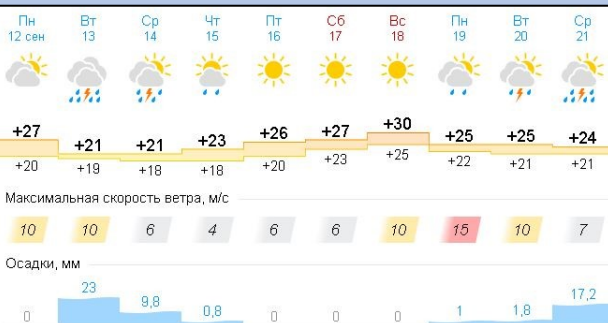 Пн Вт Ср Чт Пт Сб Вс Пн Вт Ср
12 сен 13 14 15 16 17 18 19 20 21
+27 +21 +21 +23 +26 +27 +30 +25 +25 +24
+20 +19 +18 +18 +20 +23 +25 +22 +21 +21
Максимальная скорость ветра, м/с
10 10 6 4 6 6 10 15 10 7
Осадки, мм
0 23 9,8 0,8 0 0 0 1 1,8 17,2